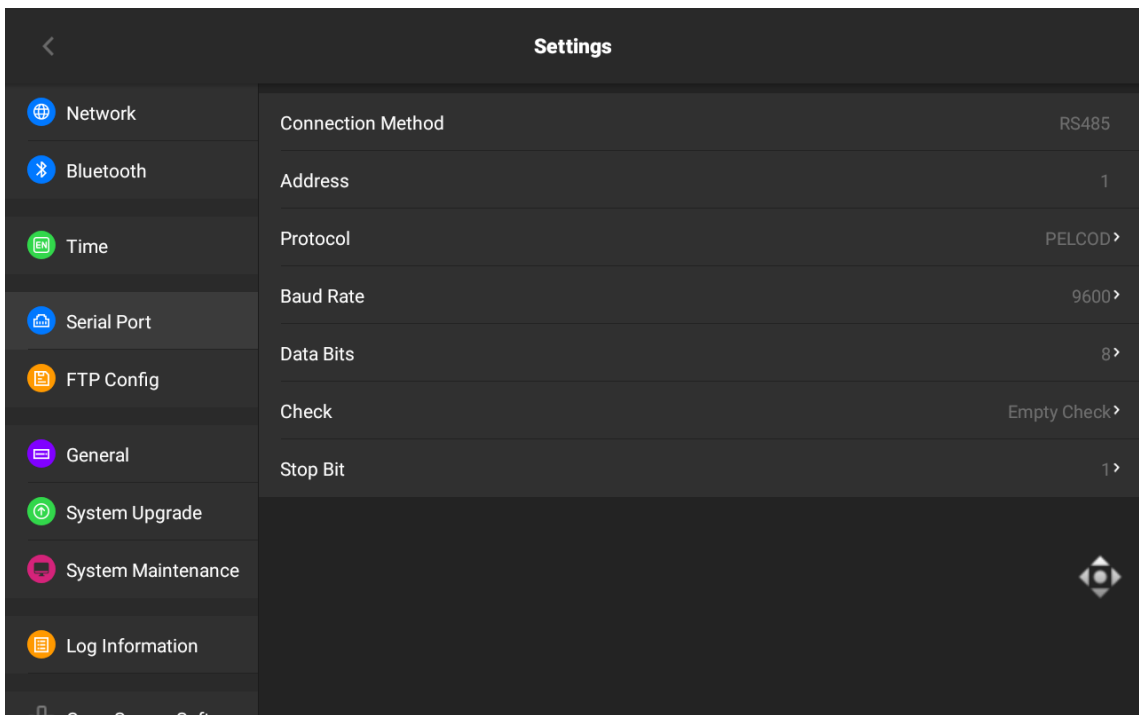 Settings
Network
Bluetooth
Time
EN
Serial Port
FTP Config
General
System Upgrade
System Maintenance
Log Information
Connection Method RS485
Address 1
Protocol PELCOD
Baud Rate 9600
Data Bits 8
Check Empty Check
Stop Bit 1